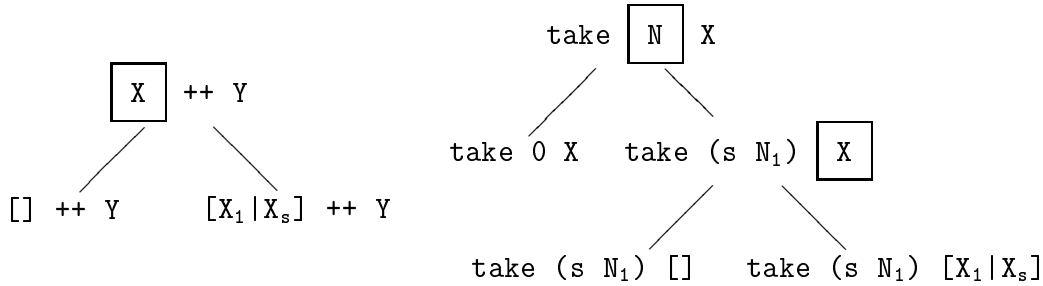 X ++ Y
[] ++ Y
[X₁|Xₛ] ++ Y
take N X
take 0 X
take (s N₁) X
take (s N₁) []
take (s N₁) [X₁|Xₛ]